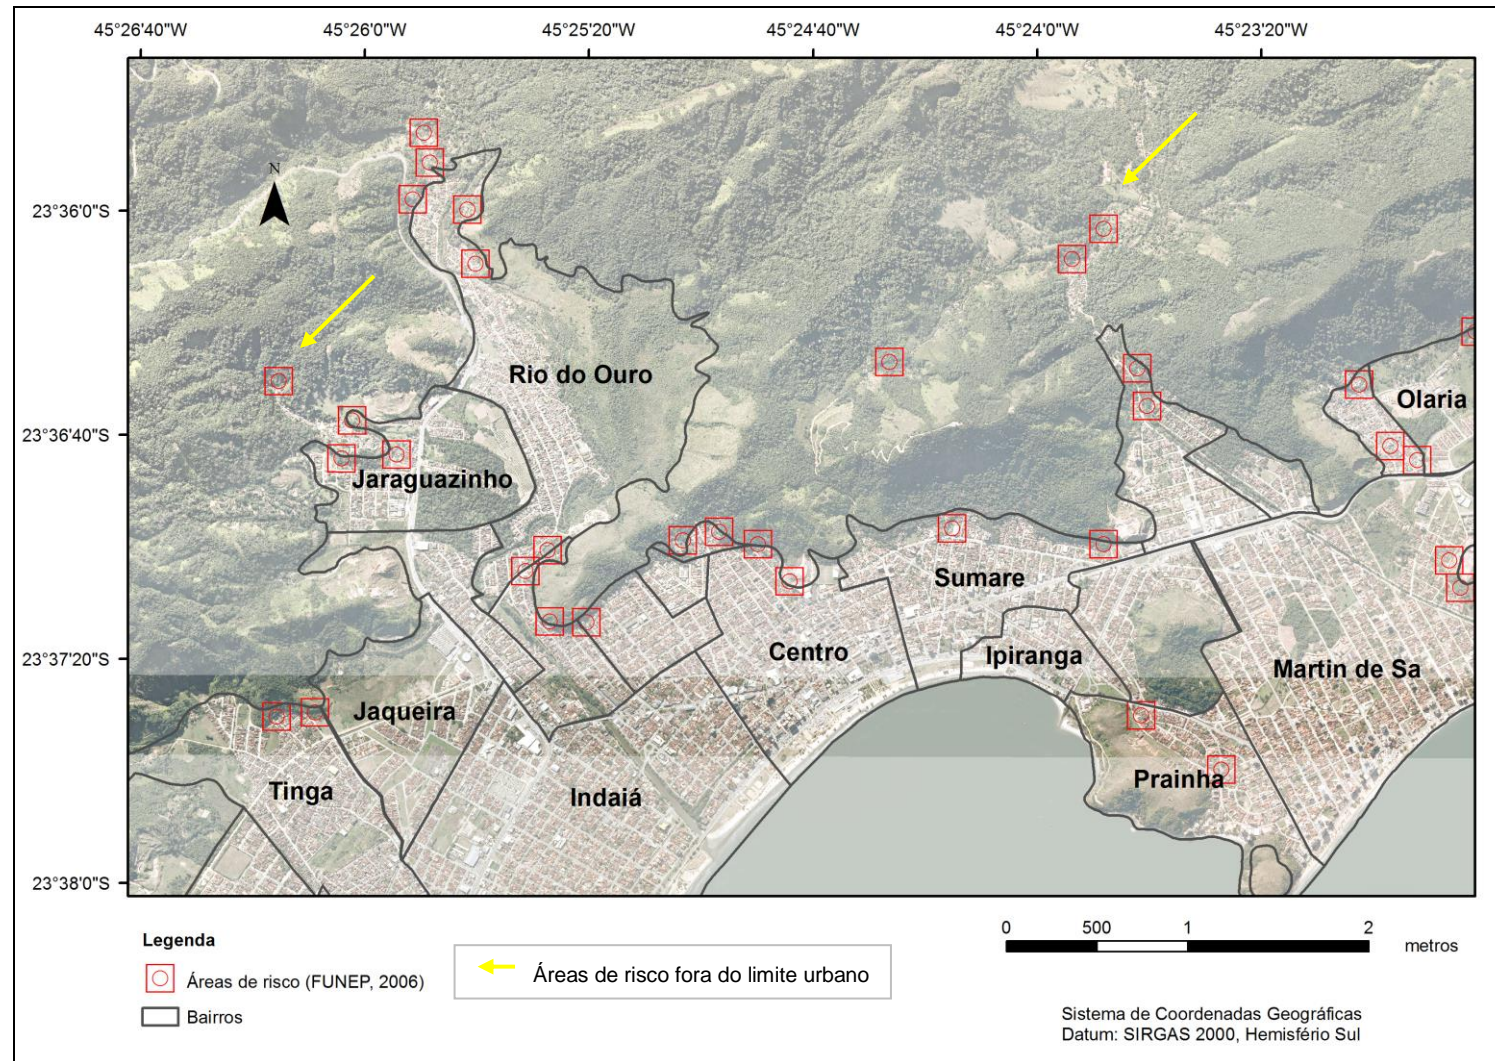 45°26'40"W 45°26'0"W 45°25'20"W 45°24'40"W 45°24'0"W 45°23'20"W
N
23°36'0"S
Rio do Ouro
Olaria
23°36'40"S
Jaraguazinho
Sumare
23°37'20"S
Centro
Ipiranga
Martin de Sa
Jaqueira
Tinga
Indaiá
Prainha
23°38'0"S
Legenda
Áreas de risco (FUNEP, 2006)
Bairros
Áreas de risco fora do limite urbano
0 500 1 2
metros
Sistema de Coordenadas Geográficas
Datum: SIRGAS 2000, Hemisfério Sul